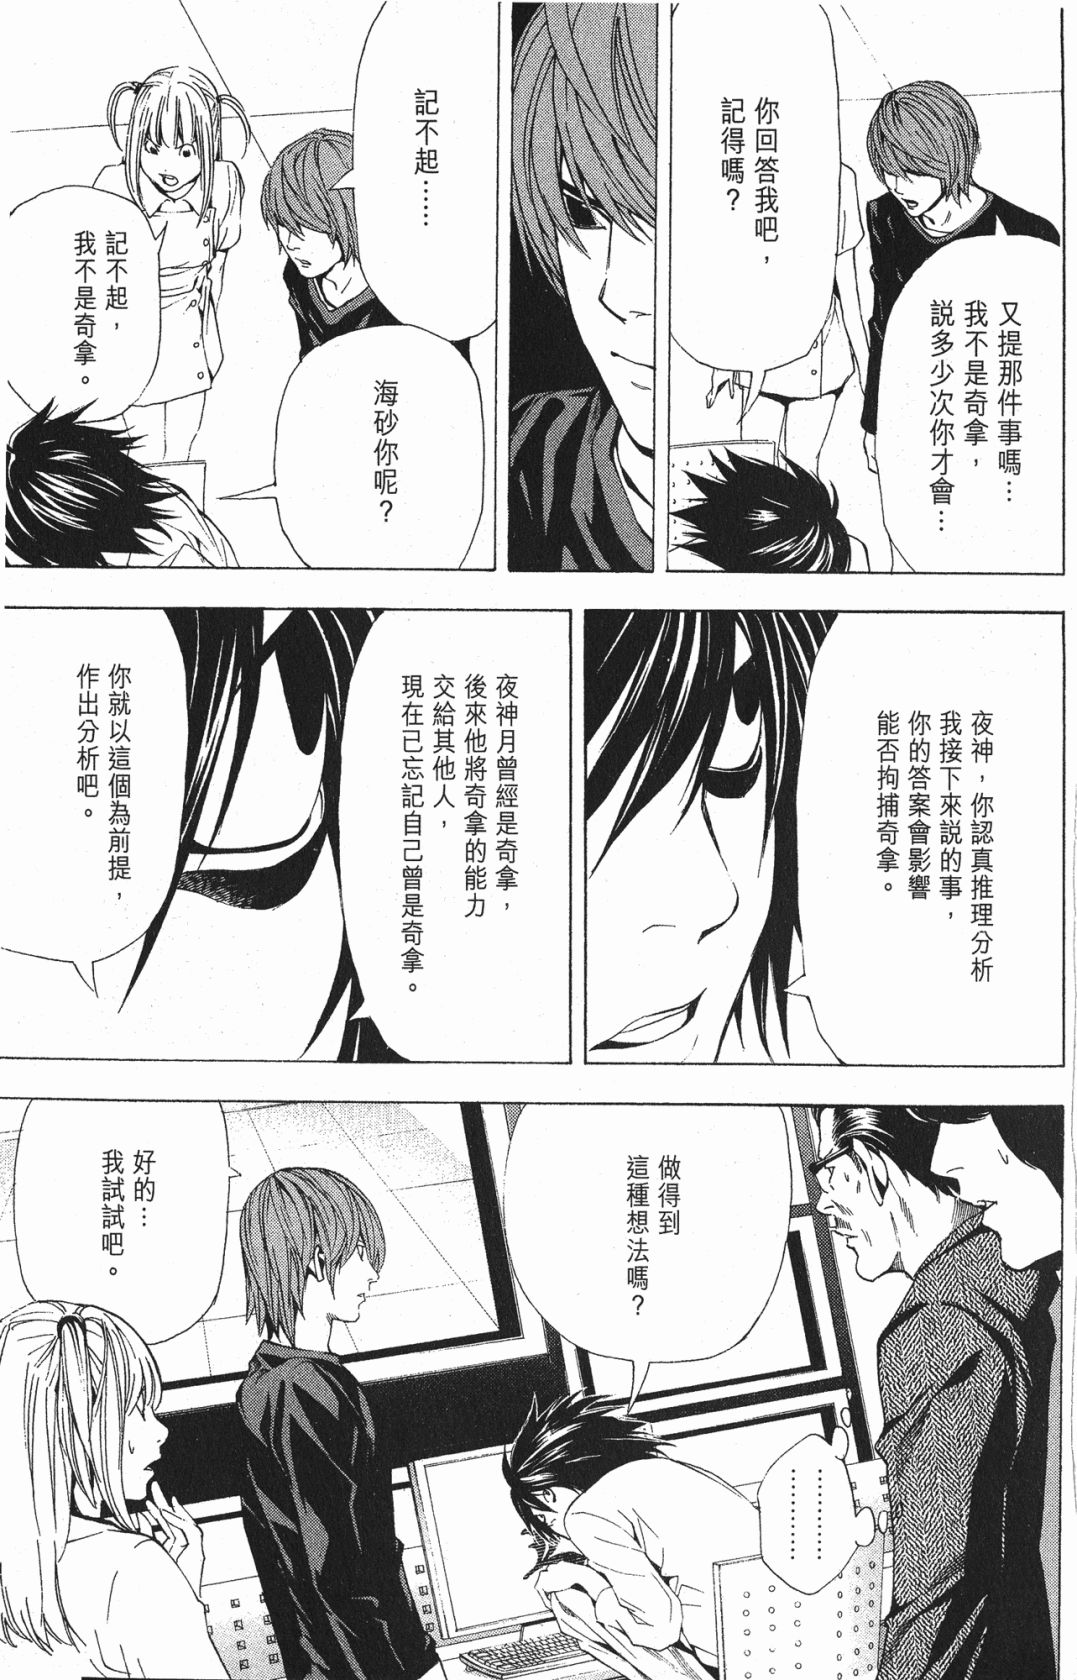 又提那件事嗎…
我不是奇拿，
説多少次你才會…
你回答我吧，
記得嗎？
記不起……
海砂你呢？
記不起，
我不是奇拿。
夜神，你認真推理分析
我接下來説的事，
你的答案會影響
能否拘捕奇拿。
夜神月曾經是奇拿，
後來他將奇拿的能力
交給其他人，
現在已忘記自己曾是奇拿。
你就以這個為前提，
作出分析吧。
做得到
這種想法嗎？
………
………
好的…
我試試吧。